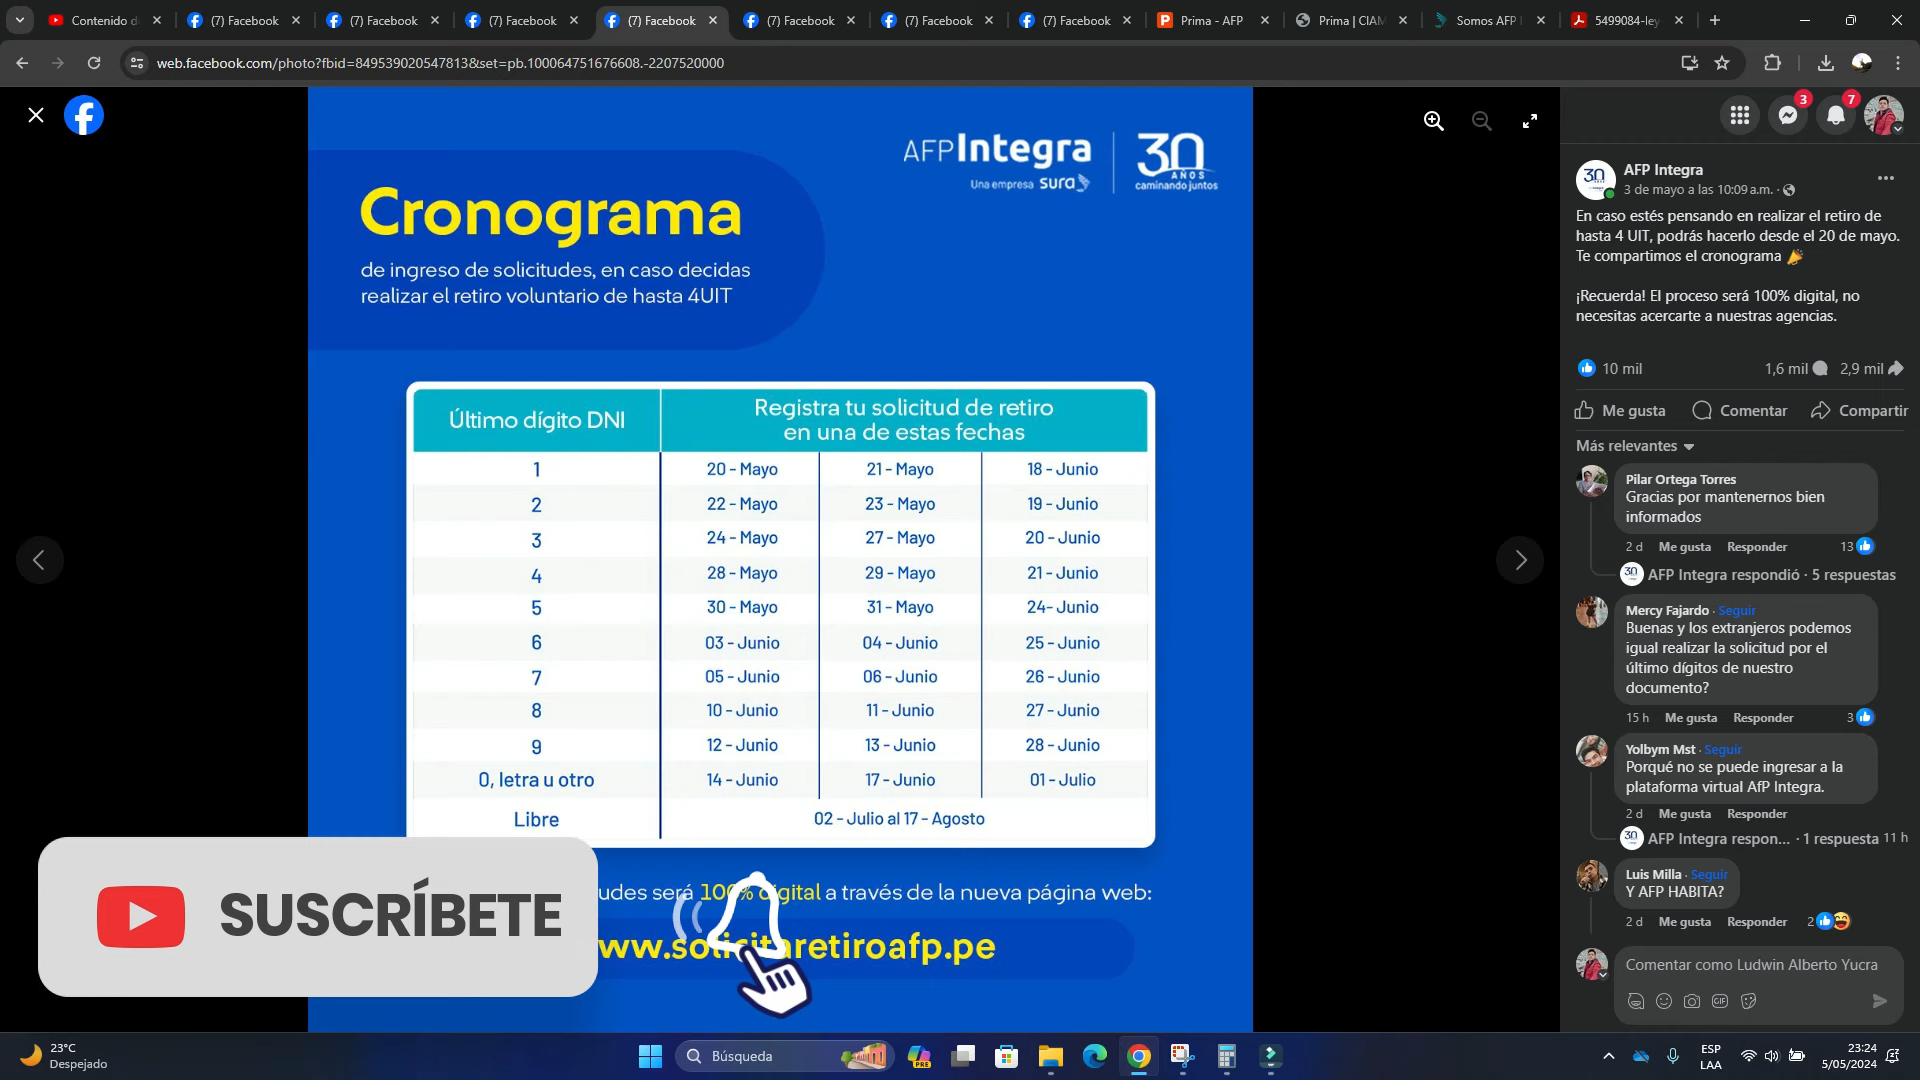 Contenido d
(7) Facebook
(7) Facebook
(7) Facebook
(7) Facebook
(7) Facebook
(7) Facebook
(7) Facebook
Prima - AFP
Prima | CIAM
Somos AFP
5499084-ley
web.facebook.com/photo?fbid=849539020547813&set=pb.100064751676608.-2207520000
AFP Integra
Una empresa sura
30 AÑOS
caminando juntos
Cronograma
de ingreso de solicitudes, en caso decidas
realizar el retiro voluntario de hasta 4UIT
Último dígito DNI
Registra tu solicitud de retiro
en una de estas fechas
1 20 - Mayo 21 - Mayo 18 - Junio
2 22 - Mayo 23 - Mayo 19 - Junio
3 24 - Mayo 27 - Mayo 20 - Junio
4 28 - Mayo 29 - Mayo 21 - Junio
5 30 - Mayo 31 - Mayo 24- Junio
6 03 - Junio 04 - Junio 25 - Junio
7 05 - Junio 06 - Junio 26 - Junio
8 10 - Junio 11 - Junio 27 - Junio
9 12 - Junio 13 - Junio 28 - Junio
0, letra u otro 14 - Junio 17 - Junio 01 - Julio
Libre 02 - Julio al 17 - Agosto
udes será 100% digital a través de la nueva página web:
ww.solicitaretiroafp.pe
SUSCRÍBETE
3
7
AFP Integra
3 de mayo a las 10:09 a.m. ·
En caso estés pensando en realizar el retiro de
hasta 4 UIT, podrás hacerlo desde el 20 de mayo.
Te compartimos el cronograma 🎉
¡Recuerda! El proceso será 100% digital, no
necesitas acercarte a nuestras agencias.
10 mil 1,6 mil 2,9 mil
Me gusta Comentar Compartir
Más relevantes
Pilar Ortega Torres
Gracias por mantenernos bien
informados
2 d Me gusta Responder 13
AFP Integra respondió · 5 respuestas
Mercy Fajardo · Seguir
Buenas y los extranjeros podemos
igual realizar la solicitud por el
último dígitos de nuestro
documento?
15 h Me gusta Responder 3
Yolbym Mst · Seguir
Porqué no se puede ingresar a la
plataforma virtual AfP Integra.
2 d Me gusta Responder
AFP Integra respon... · 1 respuesta 11 h
Luis Milla · Seguir
Y AFP HABITA?
2 d Me gusta Responder 2
Comentar como Ludwin Alberto Yucra
GIF
23°C
Despejado
Búsqueda
PRE
ESP
LAA
23:24
5/05/2024